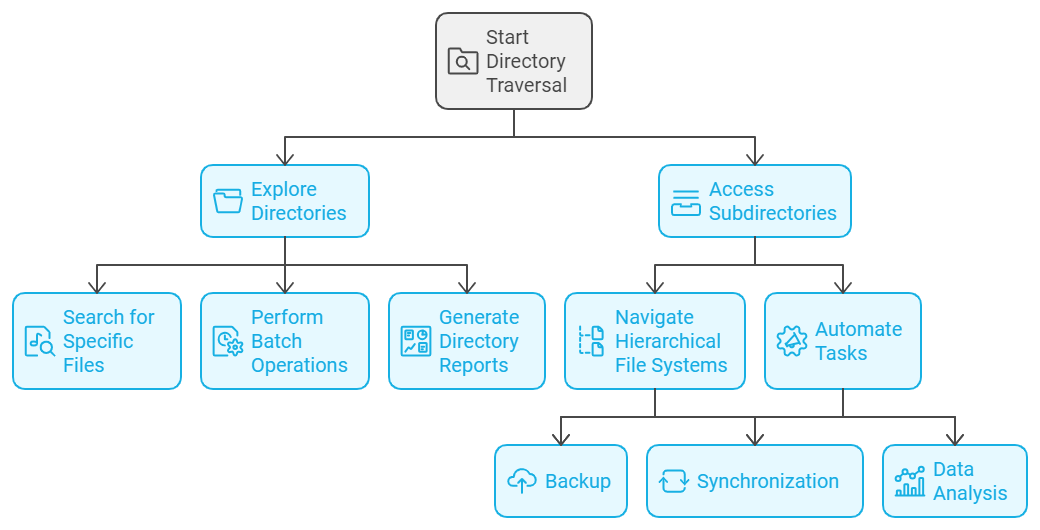 Start
Directory
Traversal
Explore
Directories
Access
Subdirectories
Search for
Specific
Files
Perform
Batch
Operations
Generate
Directory
Reports
Navigate
Hierarchical
File Systems
Automate
Tasks
Backup
Synchronization
Data
Analysis